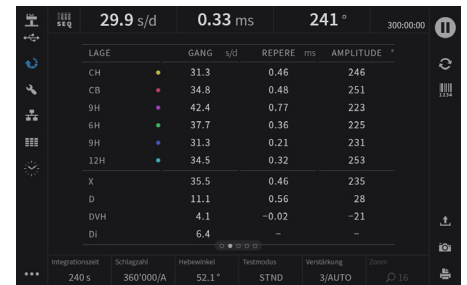 SEQ 29.9 s/d 0.33 ms 241 ° 300:00:00
LAGE GANG s/d REPERE ms AMPLITUDE °
CH 31.3 0.46 246
CB 34.8 0.48 251
9H 42.4 0.77 223
6H 37.7 0.36 225
9H 31.3 0.21 231
12H 34.5 0.32 253
X 35.5 0.46 235
D 11.1 0.56 28
DVH 4.1 −0.02 −21
Di 6.4 – –
Integrationszeit Schlagzahl Hebewinkel Testmodus Verstärkung Zoom
240 s 360'000/A 52.1° STND 3/AUTO 16
1234